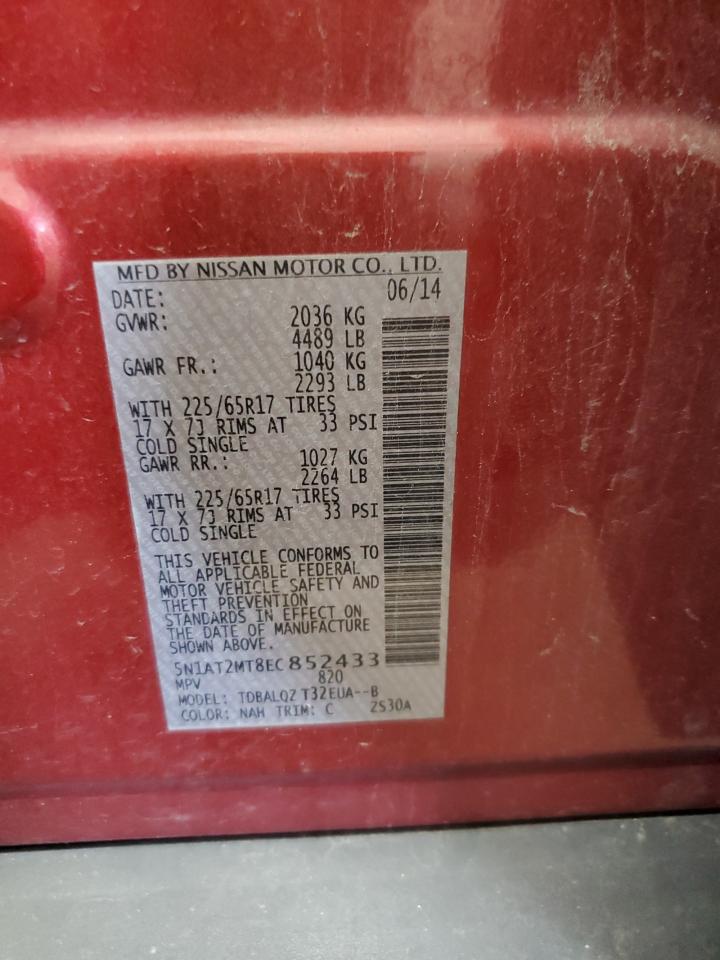 MFD BY NISSAN MOTOR CO., LTD.
DATE: 06/14
GVWR: 2036 KG
4489 LB
GAWR FR.: 1040 KG
2293 LB
WITH 225/65R17 TIRES
17 X 7J RIMS AT 33 PSI
COLD SINGLE
GAWR RR.: 1027 KG
2264 LB
WITH 225/65R17 TIRES
17 X 7J RIMS AT 33 PSI
COLD SINGLE
THIS VEHICLE CONFORMS TO
ALL APPLICABLE FEDERAL
MOTOR VEHICLE SAFETY AND
THEFT PREVENTION
STANDARDS IN EFFECT ON
THE DATE OF MANUFACTURE
SHOWN ABOVE.
5N1AT2MT8EC852433
MPV 820
MODEL: TDBALQZ T32EUA--B
COLOR: NAH TRIM: C 2S30A